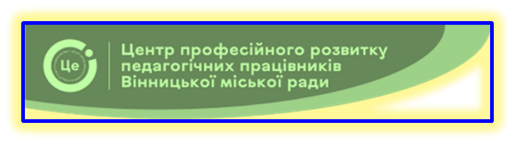 Це
Центр професійного розвитку
педагогічних працівників
Вінницької міської ради